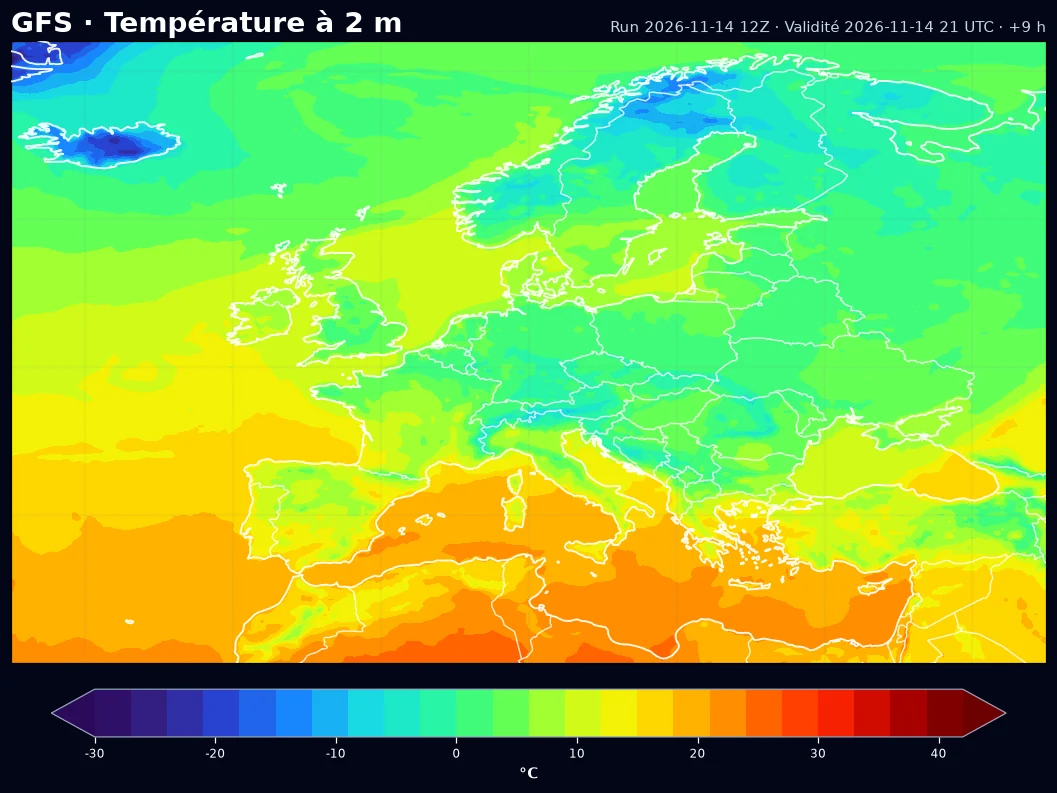 GFS · Température à 2 m
Run 2026-11-14 12Z · Validité 2026-11-14 21 UTC · +9 h
-30 -20 -10 0 10 20 30 40
°C